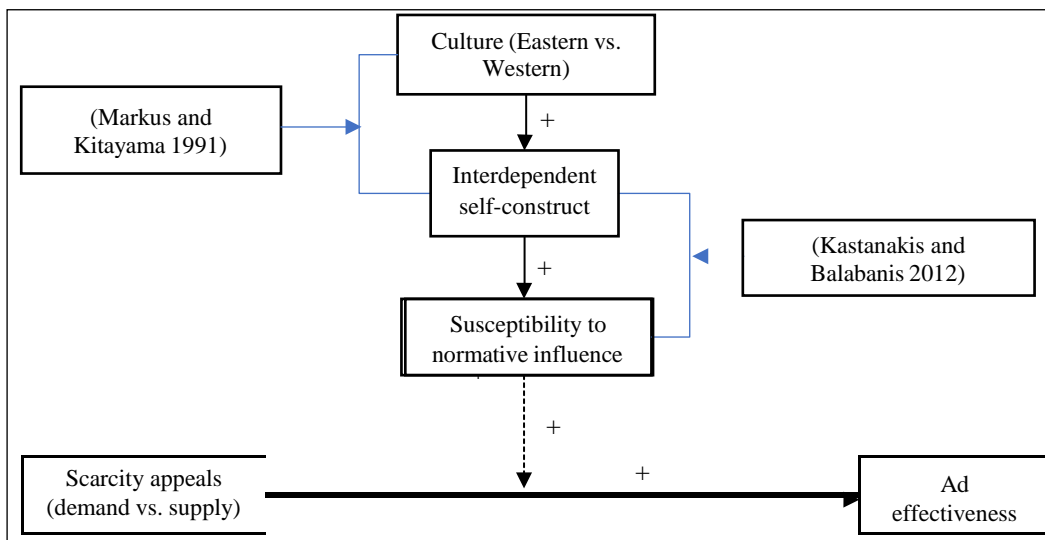 Culture (Eastern vs.
Western)
(Markus and
Kitayama 1991)
+
Interdependent
self-construct
+
(Kastanakis and
Balabanis 2012)
Susceptibility to
normative influence
+
Scarcity appeals
(demand vs. supply)
+
Ad
effectiveness